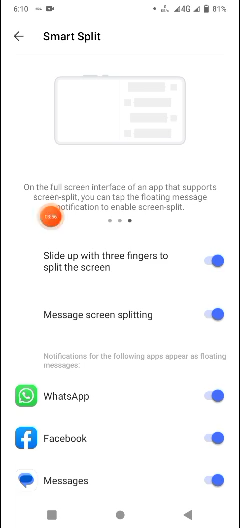 6:10 4G 81%
Smart Split
On the full screen interface of an app that supports
screen-split, you can tap the floating message
notification to enable screen-split.
Slide up with three fingers to
split the screen
Message screen splitting
Notifications for the following apps appear as floating
messages:
WhatsApp
Facebook
Messages